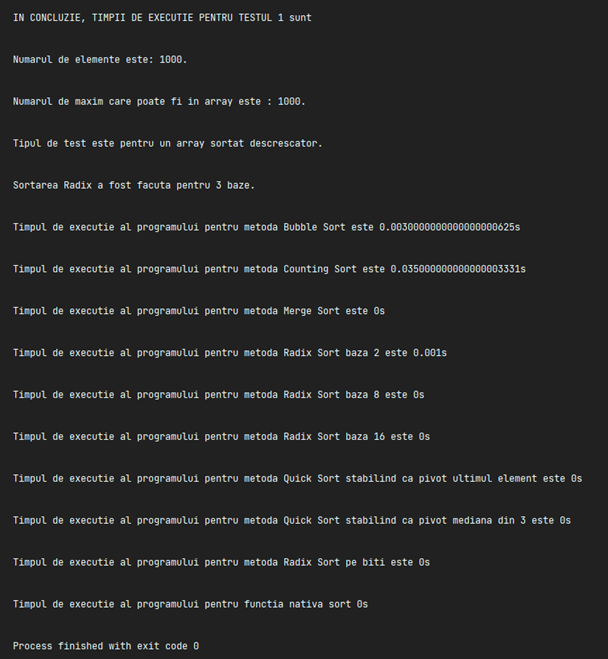 IN CONCLUZIE, TIMPII DE EXECUTIE PENTRU TESTUL 1 sunt
Numarul de elemente este: 1000.
Numarul de maxim care poate fi in array este : 1000.
Tipul de test este pentru un array sortat descrescator.
Sortarea Radix a fost facuta pentru 3 baze.
Timpul de executie al programului pentru metoda Bubble Sort este 0.0030000000000000000625s
Timpul de executie al programului pentru metoda Counting Sort este 0.035000000000000003331s
Timpul de executie al programului pentru metoda Merge Sort este 0s
Timpul de executie al programului pentru metoda Radix Sort baza 2 este 0.001s
Timpul de executie al programului pentru metoda Radix Sort baza 8 este 0s
Timpul de executie al programului pentru metoda Radix Sort baza 16 este 0s
Timpul de executie al programului pentru metoda Quick Sort stabilind ca pivot ultimul element este 0s
Timpul de executie al programului pentru metoda Quick Sort stabilind ca pivot mediana din 3 este 0s
Timpul de executie al programului pentru metoda Radix Sort pe biti este 0s
Timpul de executie al programului pentru functia nativa sort 0s
Process finished with exit code 0